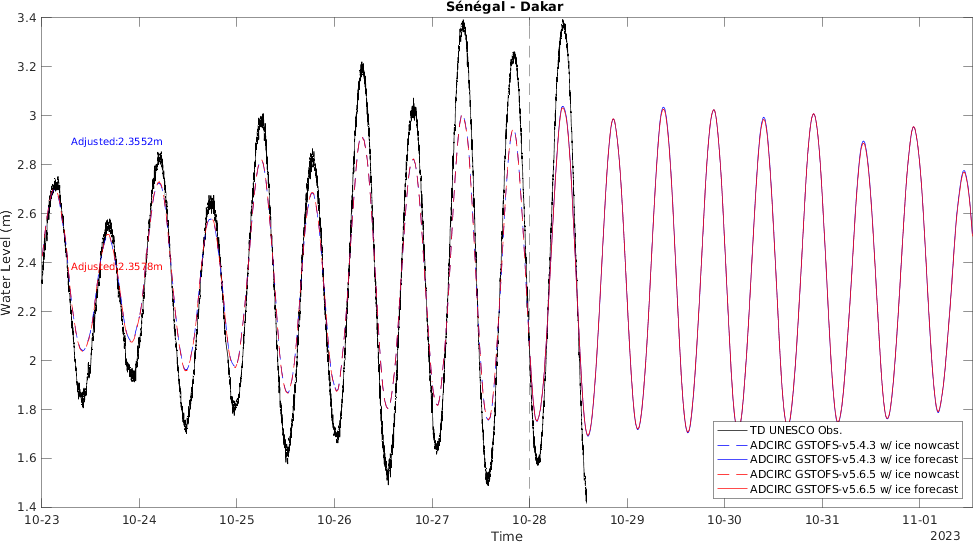 Sénégal - Dakar
3.4
3.2
3
2.8
2.6
2.4
2.2
2
1.8
1.6
1.4
Water Level (m)
Adjusted:2.3552m
Adjusted:2.3578m
TD UNESCO Obs.
ADCIRC GSTOFS-v5.4.3 w/ ice nowcast
ADCIRC GSTOFS-v5.4.3 w/ ice forecast
ADCIRC GSTOFS-v5.6.5 w/ ice nowcast
ADCIRC GSTOFS-v5.6.5 w/ ice forecast
10-23 10-24 10-25 10-26 10-27 10-28 10-29 10-30 10-31 11-01
Time
2023